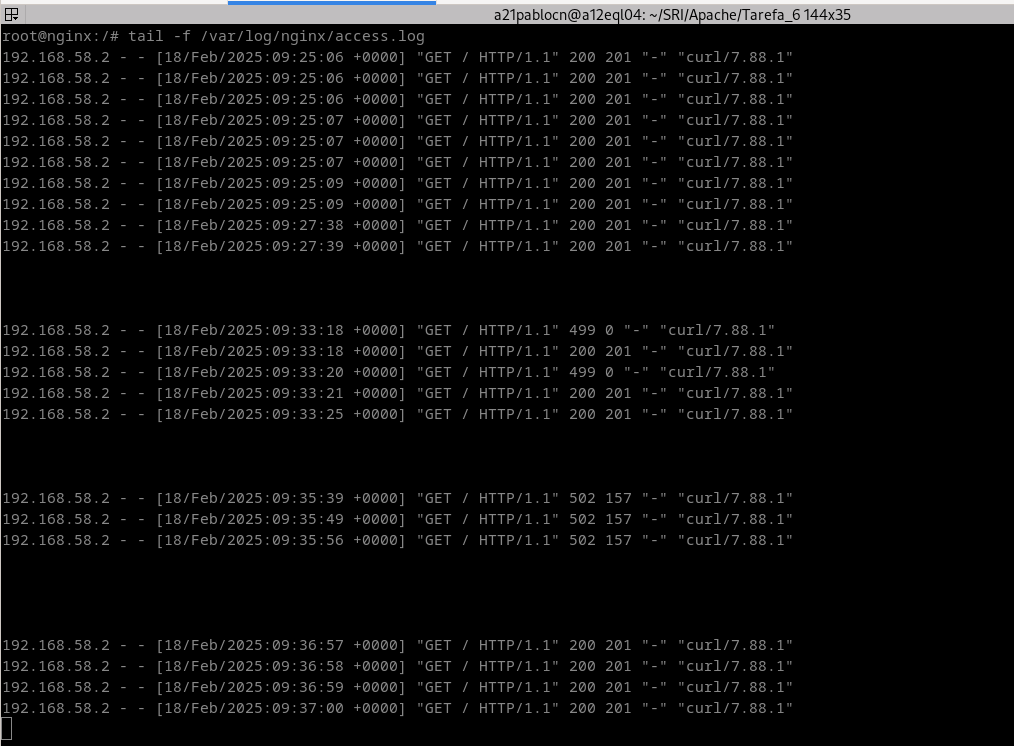 a21pablocn@a12eql04: ~/SRI/Apache/Tarefa_6 144x35
root@nginx:/# tail -f /var/log/nginx/access.log
192.168.58.2 - - [18/Feb/2025:09:25:06 +0000] "GET / HTTP/1.1" 200 201 "-" "curl/7.88.1"
192.168.58.2 - - [18/Feb/2025:09:25:06 +0000] "GET / HTTP/1.1" 200 201 "-" "curl/7.88.1"
192.168.58.2 - - [18/Feb/2025:09:25:06 +0000] "GET / HTTP/1.1" 200 201 "-" "curl/7.88.1"
192.168.58.2 - - [18/Feb/2025:09:25:07 +0000] "GET / HTTP/1.1" 200 201 "-" "curl/7.88.1"
192.168.58.2 - - [18/Feb/2025:09:25:07 +0000] "GET / HTTP/1.1" 200 201 "-" "curl/7.88.1"
192.168.58.2 - - [18/Feb/2025:09:25:07 +0000] "GET / HTTP/1.1" 200 201 "-" "curl/7.88.1"
192.168.58.2 - - [18/Feb/2025:09:25:09 +0000] "GET / HTTP/1.1" 200 201 "-" "curl/7.88.1"
192.168.58.2 - - [18/Feb/2025:09:25:09 +0000] "GET / HTTP/1.1" 200 201 "-" "curl/7.88.1"
192.168.58.2 - - [18/Feb/2025:09:27:38 +0000] "GET / HTTP/1.1" 200 201 "-" "curl/7.88.1"
192.168.58.2 - - [18/Feb/2025:09:27:39 +0000] "GET / HTTP/1.1" 200 201 "-" "curl/7.88.1"
192.168.58.2 - - [18/Feb/2025:09:33:18 +0000] "GET / HTTP/1.1" 499 0 "-" "curl/7.88.1"
192.168.58.2 - - [18/Feb/2025:09:33:18 +0000] "GET / HTTP/1.1" 200 201 "-" "curl/7.88.1"
192.168.58.2 - - [18/Feb/2025:09:33:20 +0000] "GET / HTTP/1.1" 499 0 "-" "curl/7.88.1"
192.168.58.2 - - [18/Feb/2025:09:33:21 +0000] "GET / HTTP/1.1" 200 201 "-" "curl/7.88.1"
192.168.58.2 - - [18/Feb/2025:09:33:25 +0000] "GET / HTTP/1.1" 200 201 "-" "curl/7.88.1"
192.168.58.2 - - [18/Feb/2025:09:35:39 +0000] "GET / HTTP/1.1" 502 157 "-" "curl/7.88.1"
192.168.58.2 - - [18/Feb/2025:09:35:49 +0000] "GET / HTTP/1.1" 502 157 "-" "curl/7.88.1"
192.168.58.2 - - [18/Feb/2025:09:35:56 +0000] "GET / HTTP/1.1" 502 157 "-" "curl/7.88.1"
192.168.58.2 - - [18/Feb/2025:09:36:57 +0000] "GET / HTTP/1.1" 200 201 "-" "curl/7.88.1"
192.168.58.2 - - [18/Feb/2025:09:36:58 +0000] "GET / HTTP/1.1" 200 201 "-" "curl/7.88.1"
192.168.58.2 - - [18/Feb/2025:09:36:59 +0000] "GET / HTTP/1.1" 200 201 "-" "curl/7.88.1"
192.168.58.2 - - [18/Feb/2025:09:37:00 +0000] "GET / HTTP/1.1" 200 201 "-" "curl/7.88.1"